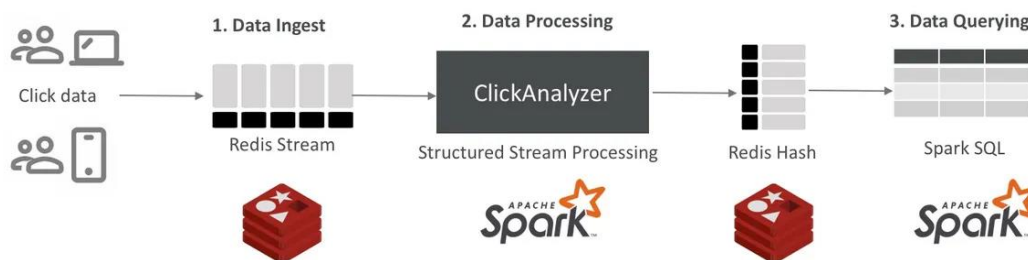 1. Data Ingest
2. Data Processing
3. Data Querying
Click data
ClickAnalyzer
Redis Stream
Structured Stream Processing
Redis Hash
Spark SQL
APACHE
Spark
APACHE
Spark